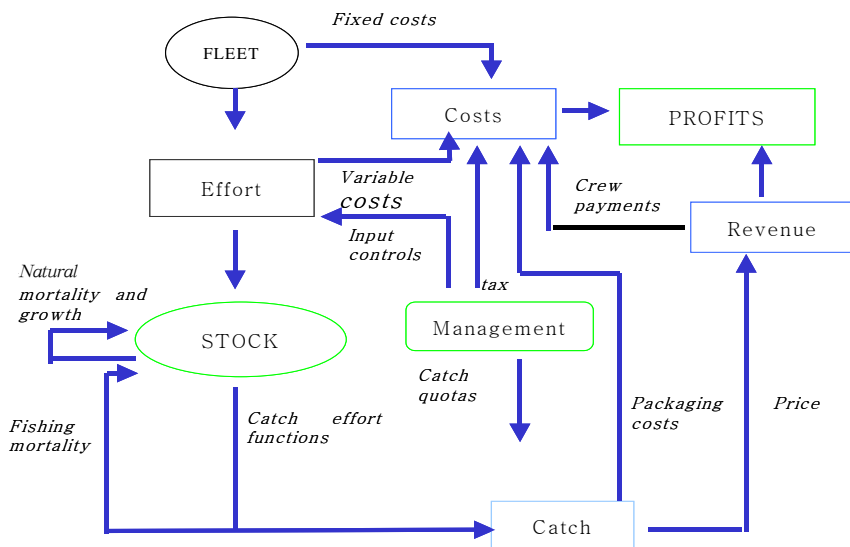 Fixed costs
FLEET
Costs
PROFITS
Effort
Variable
costs
Crew
payments
Input
controls
Revenue
Natural
mortality and
growth
tax
STOCK
Management
Catch
quotas
Fishing
mortality
Catch effort
functions
Packaging
costs
Price
Catch